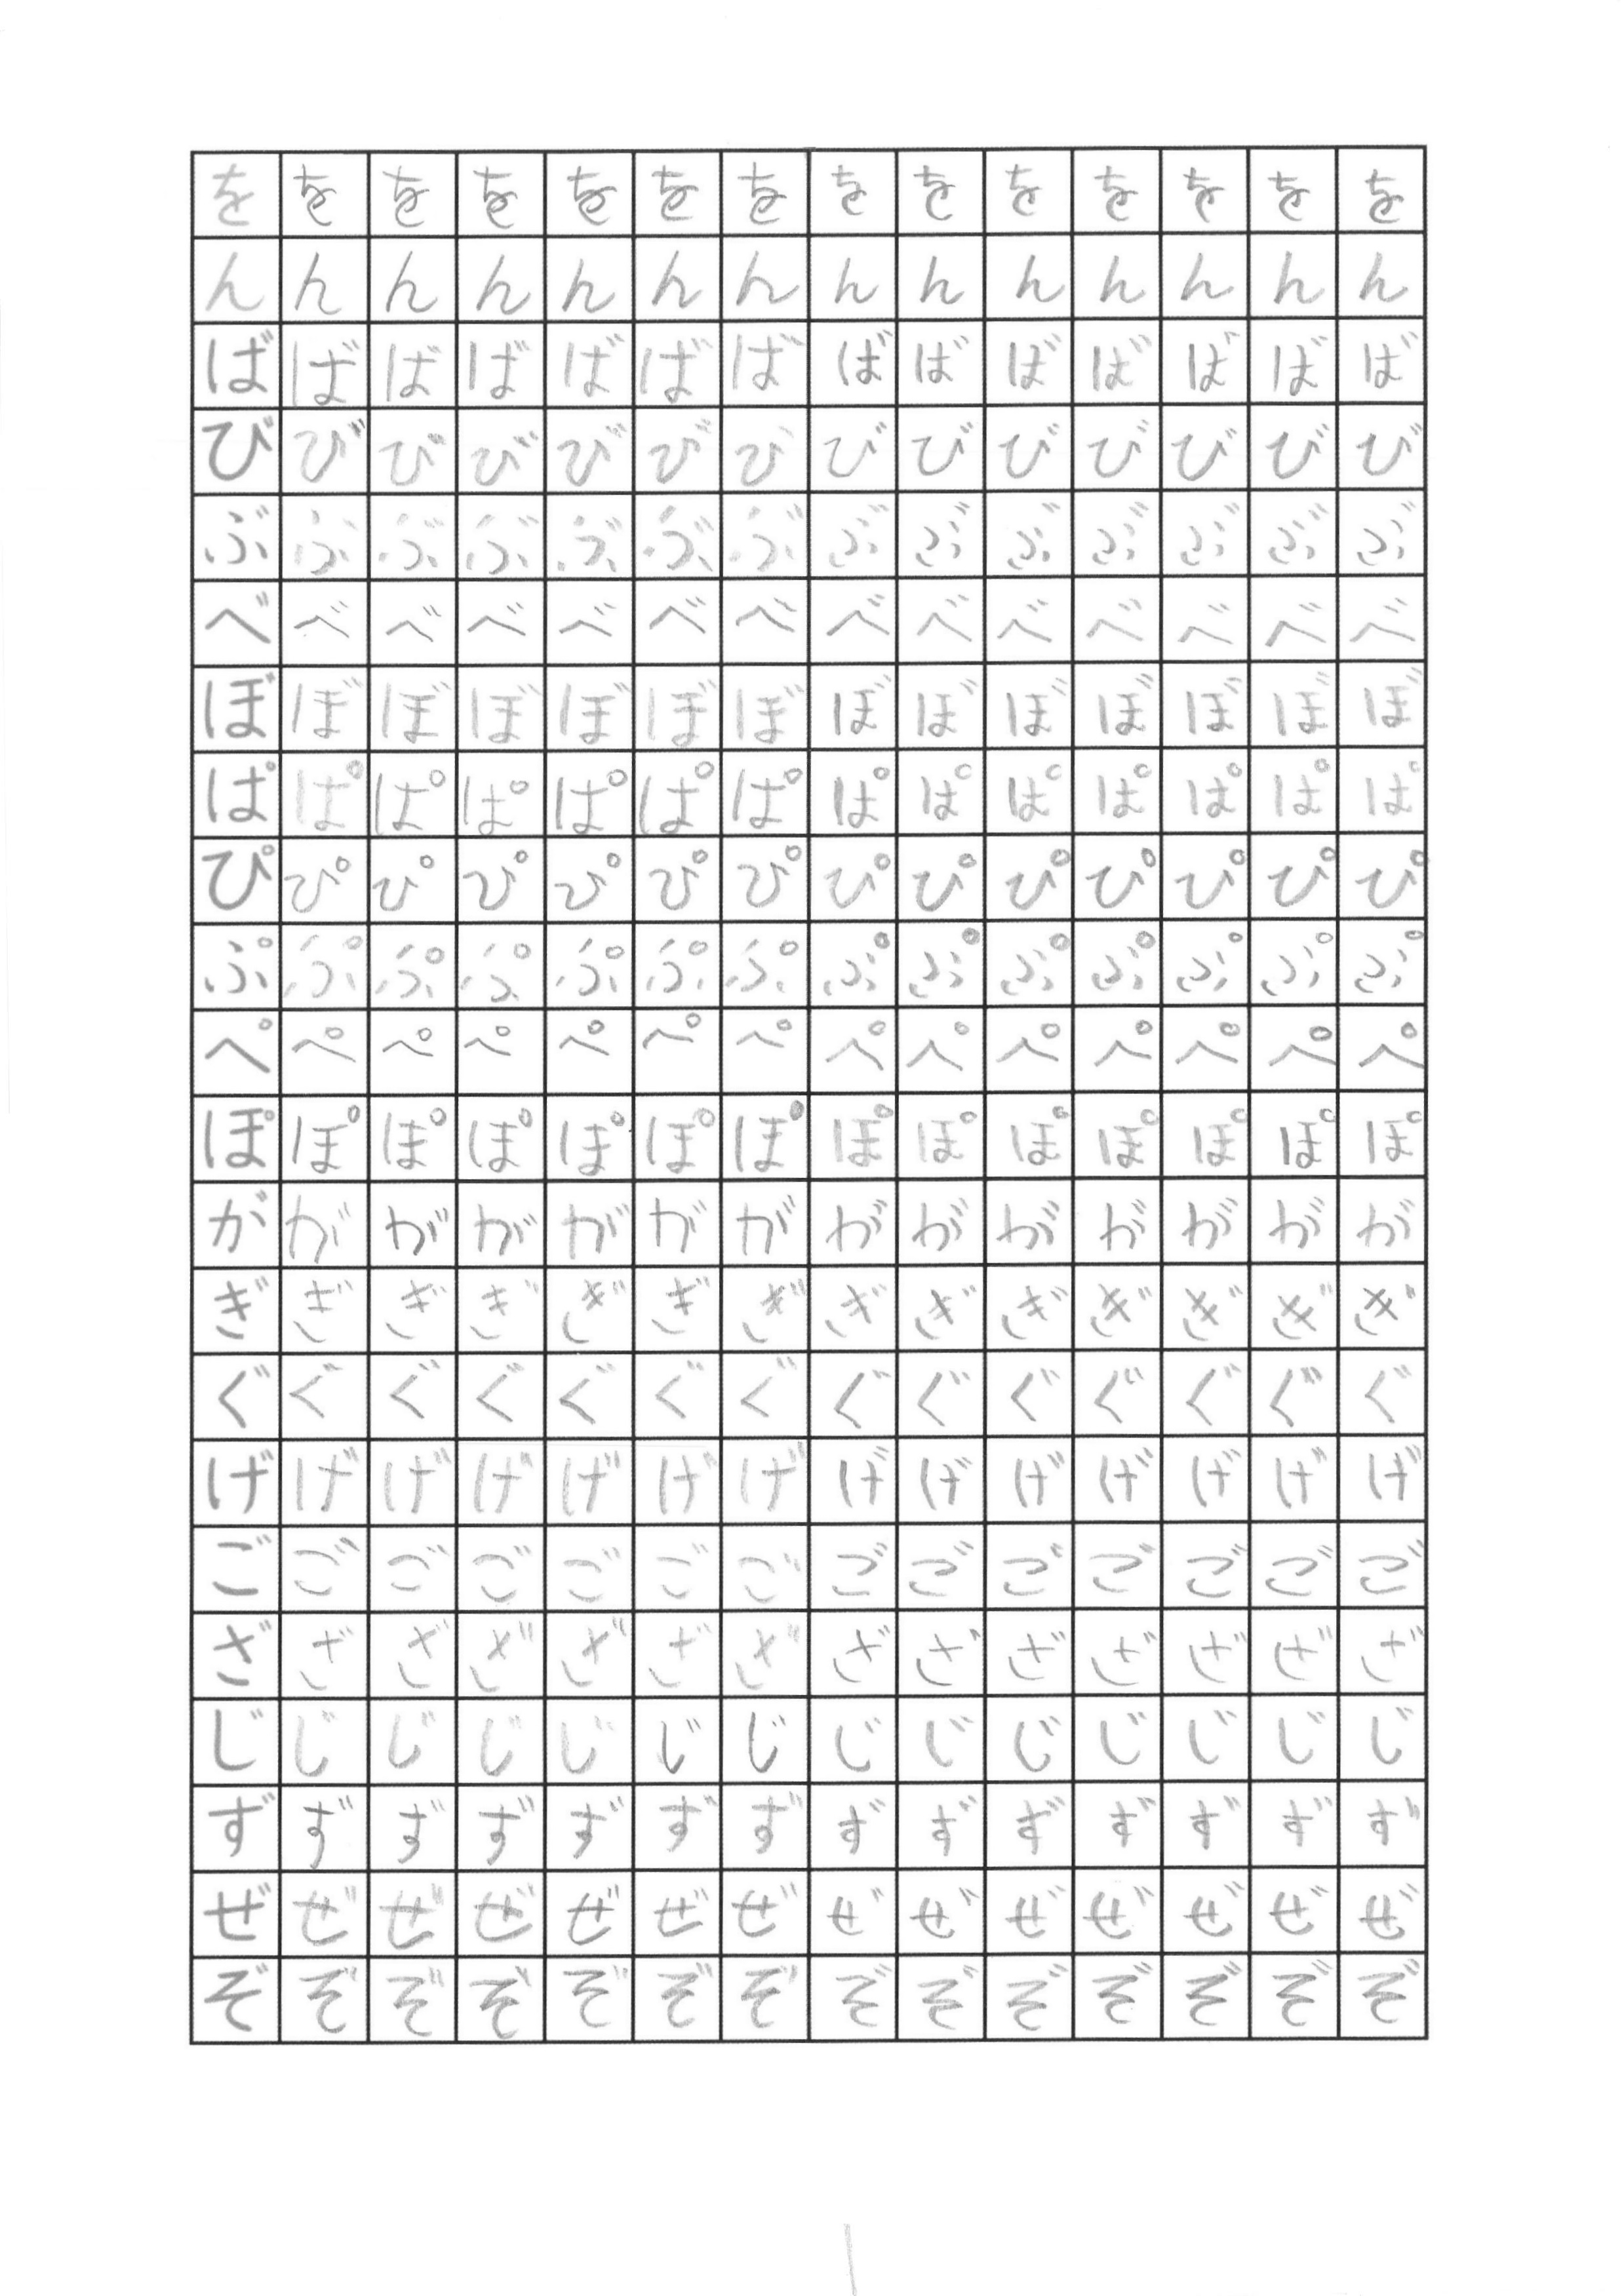 をををををををををををををを
んんんんんんんんんんんんんん
ばばばばばばばばばばばばばば
びびびびびびびびびびびびびび
ぶぶぶぶぶぶぶぶぶぶぶぶぶぶ
べべべべべべべべべべべべべべ
ぼぼぼぼぼぼぼぼぼぼぼぼぼぼ
ぱぱぱぱぱぱぱぱぱぱぱぱぱぱ
ぴぴぴぴぴぴぴぴぴぴぴぴぴぴ
ぷぷぷぷぷぷぷぷぷぷぷぷぷぷ
ぺぺぺぺぺぺぺぺぺぺぺぺぺぺ
ぽぽぽぽぽぽぽぽぽぽぽぽぽぽ
がががががががががががががが
ぎぎぎぎぎぎぎぎぎぎぎぎぎぎ
ぐぐぐぐぐぐぐぐぐぐぐぐぐぐ
げげげげげげげげげげげげげげ
ごごごごごごごごごごごごごご
ざざざざざざざざざざざざざざ
じじじじじじじじじじじじじじ
ずずずずずずずずずずずずずず
ぜぜぜぜぜぜぜぜぜぜぜぜぜぜ
ぞぞぞぞぞぞぞぞぞぞぞぞぞぞ